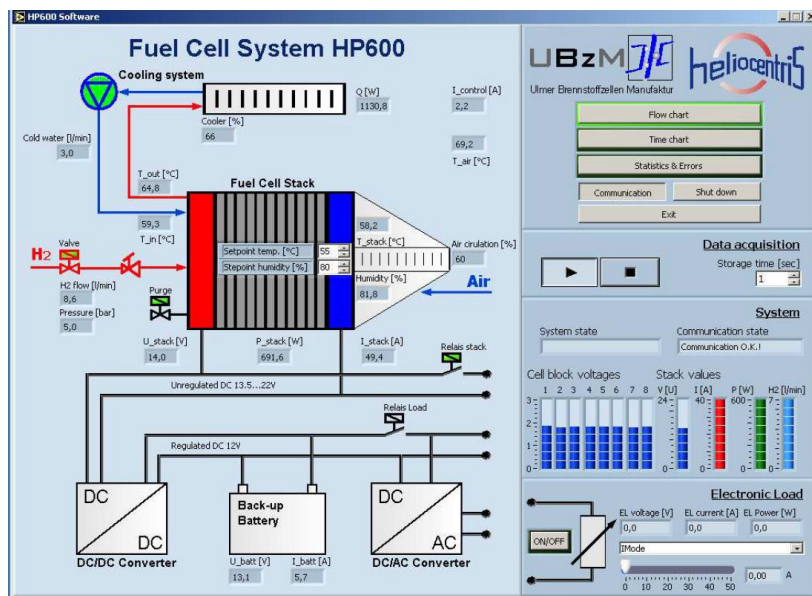 HP600 Software
Fuel Cell System HP600
Cooling system
Q [W]
1130,8
I_control [A]
2,2
Cooler [%]
66
69,2
T_air [°C]
Cold water [l/min]
3,0
T_out [°C]
64,8
Fuel Cell Stack
59,3
T_in [°C]
58,2
T_stack [°C]
Air cirulation [%]
60
Setpoint temp. [°C] 55
Stepoint humidity [%] 80
Humidity [%]
81,8
Air
Valve
H2
H2 flow [l/min]
8,6
Pressure [bar]
5,0
Purge
U_stack [V]
14,0
P_stack [W]
691,6
I_stack [A]
49,4
Relais stack
Unregulated DC 13.5...22V
Relais Load
Regulated DC 12V
DC
DC
DC/DC Converter
Back-up
Battery
U_batt [V]
13,1
I_batt [A]
5,7
DC
AC
DC/AC Converter
UBzM
Ulmer Brennstoffzellen Manufaktur
heliocentris
Flow chart
Time chart
Statistics & Errors
Communication
Shut down
Exit
Data acquisition
Storage time [sec]
1
System
System state
Communication state
Communication O.K.!
Cell block voltages
1 2 3 4 5 6 7 8
3
2
1
0
Stack values
V [U] I [A] P [W] H2 [l/min]
24 40 600 7
0 0 0 0
Electronic Load
EL voltage [V] EL current [A] EL Power [W]
0,0 0,0 0,0
ON/OFF
IMode
0 10 20 30 40 50
0,00 A